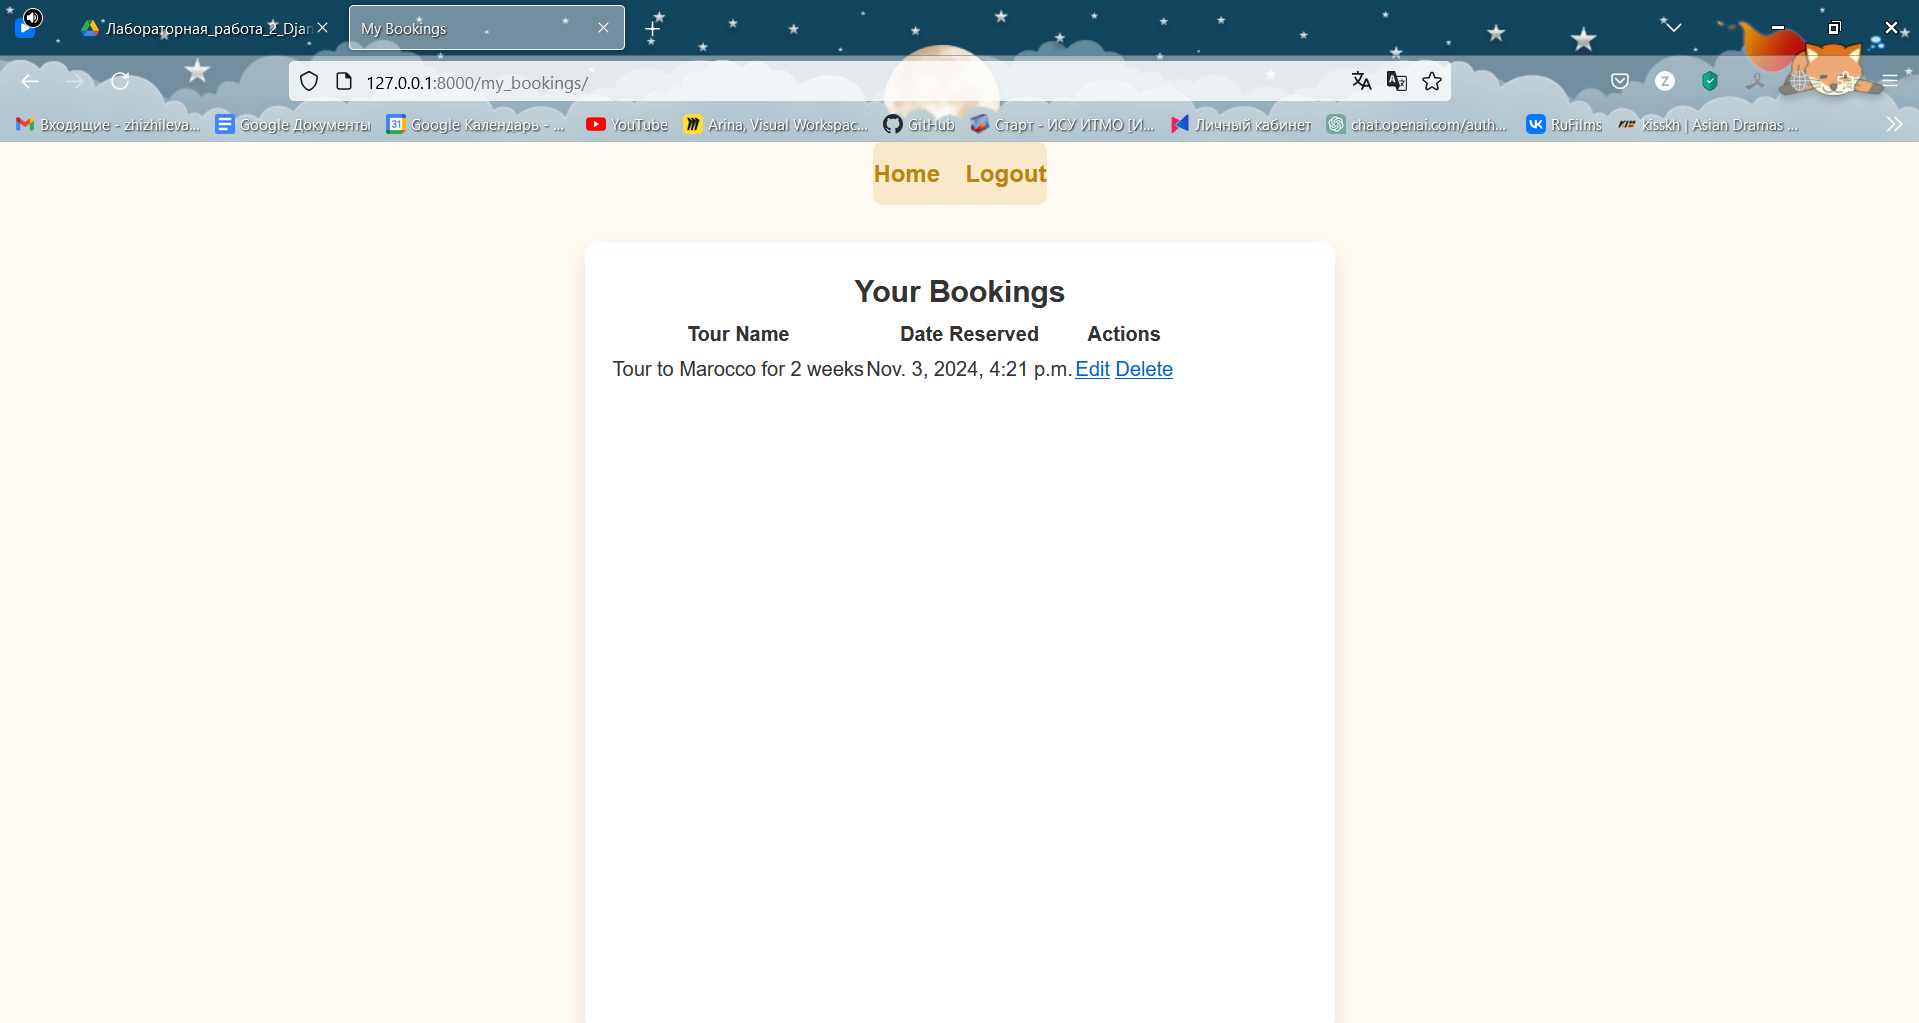 Лабораторная_работа_2_Djan
My Bookings
127.0.0.1:8000/my_bookings/
Z
Входящие - zhizhileva... Google Документы 31 Google Календарь - ... YouTube Arina, Visual Workspac... GitHub Старт - ИСУ ИТМО [И... Личный кабинет chat.openai.com/auth... RuFilms kisskh | Asian Dramas ...
Home Logout
Your Bookings
Tour Name Date Reserved Actions
Tour to Marocco for 2 weeks Nov. 3, 2024, 4:21 p.m. Edit Delete